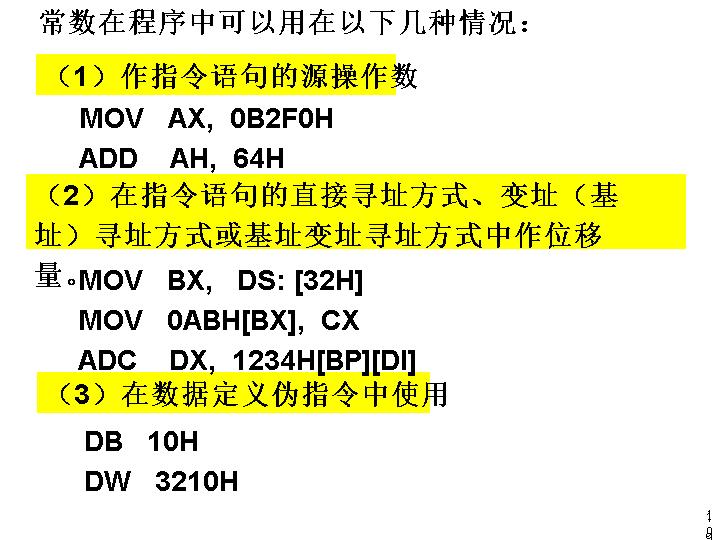 常数在程序中可以用在以下几种情况：
（1）作指令语句的源操作数
MOV AX, 0B2F0H
ADD AH, 64H
（2）在指令语句的直接寻址方式、变址（基
址）寻址方式或基址变址寻址方式中作位移
量。
MOV BX, DS: [32H]
MOV 0ABH[BX], CX
ADC DX, 1234H[BP][DI]
（3）在数据定义伪指令中使用
DB 10H
DW 3210H